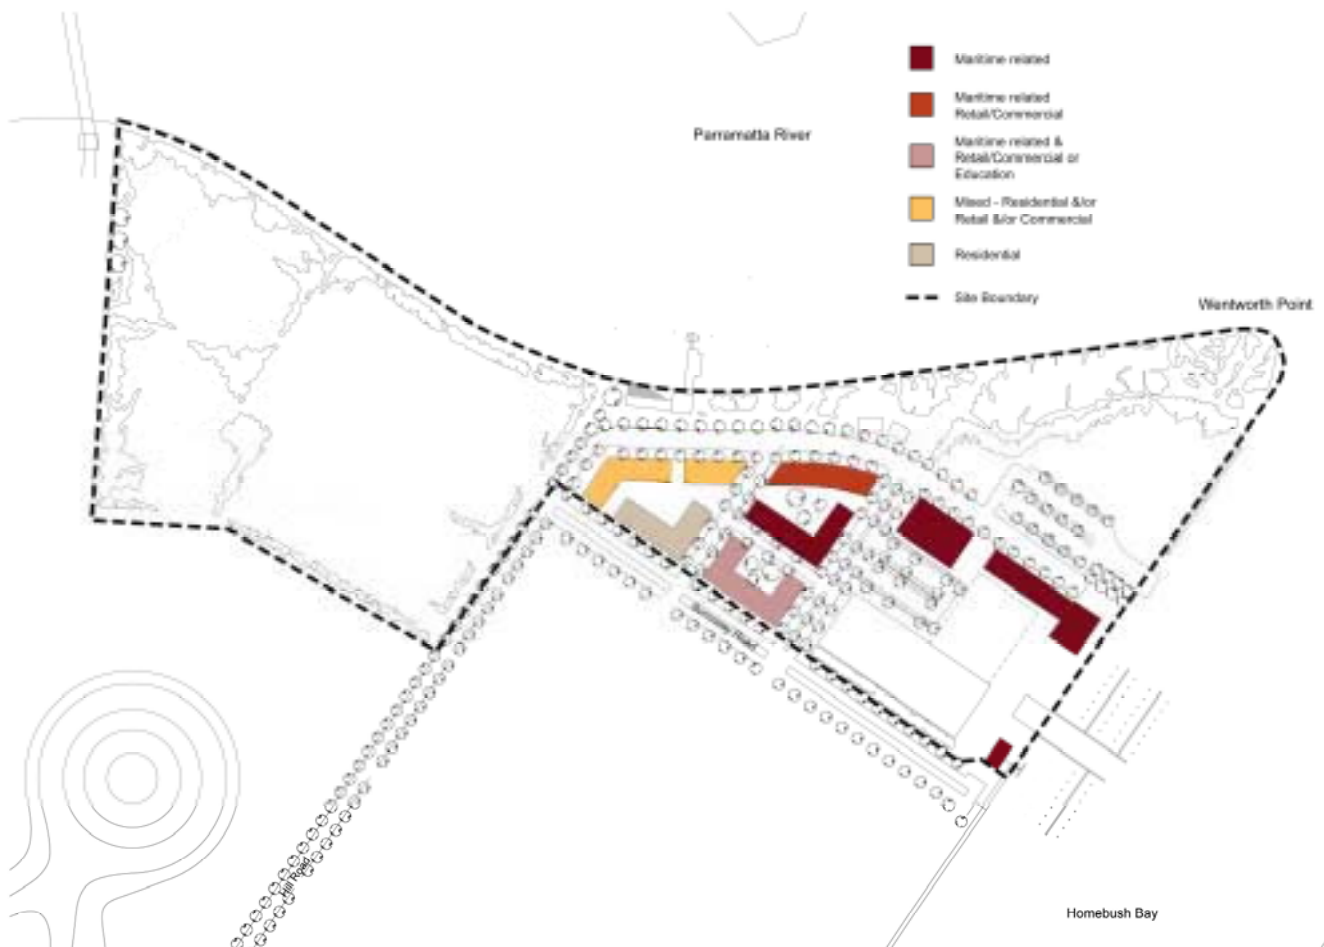 Maritime related
Maritime related
Retail/Commercial
Parramatta River
Maritime related &
Retail/Commercial or
Education
Mixed - Residential &/or
Retail &/or Commercial
Residential
Site Boundary
Wentworth Point
Road
Hill Road
Homebush Bay